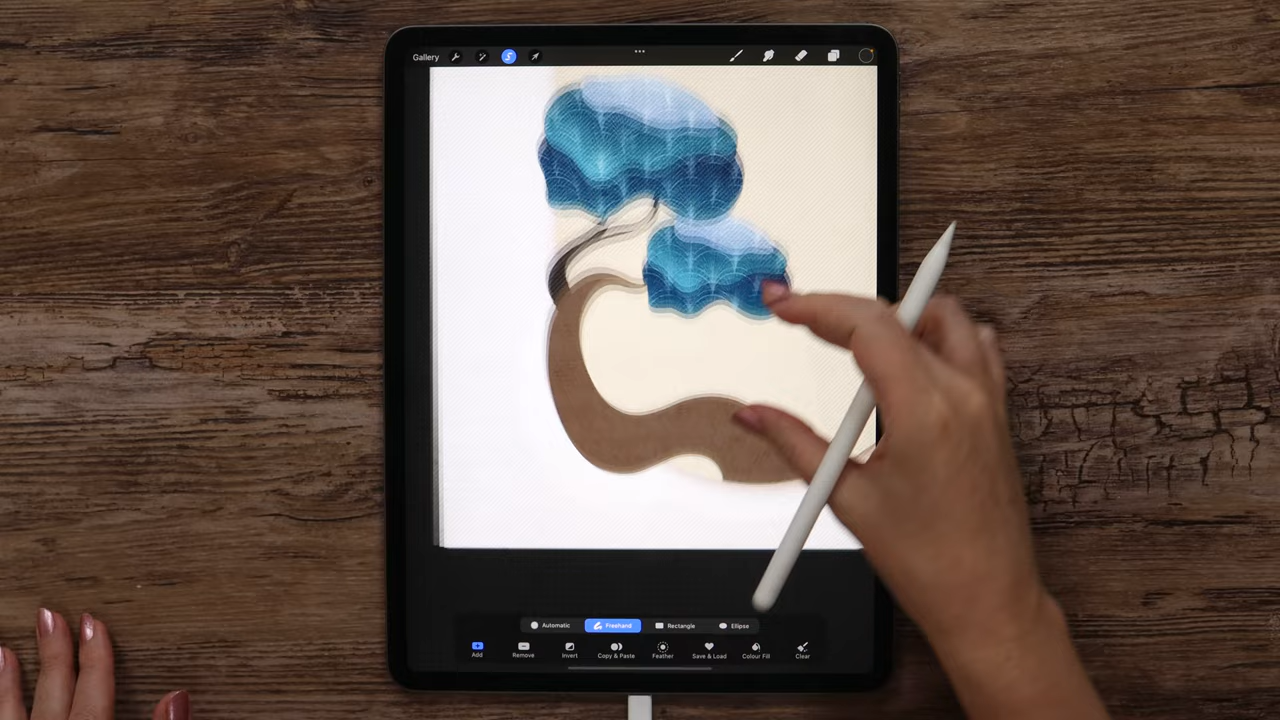 Gallery
Automatic Freehand Rectangle Ellipse
Add Remove Invert Copy & Paste Feather Save & Load Colour Fill Clear